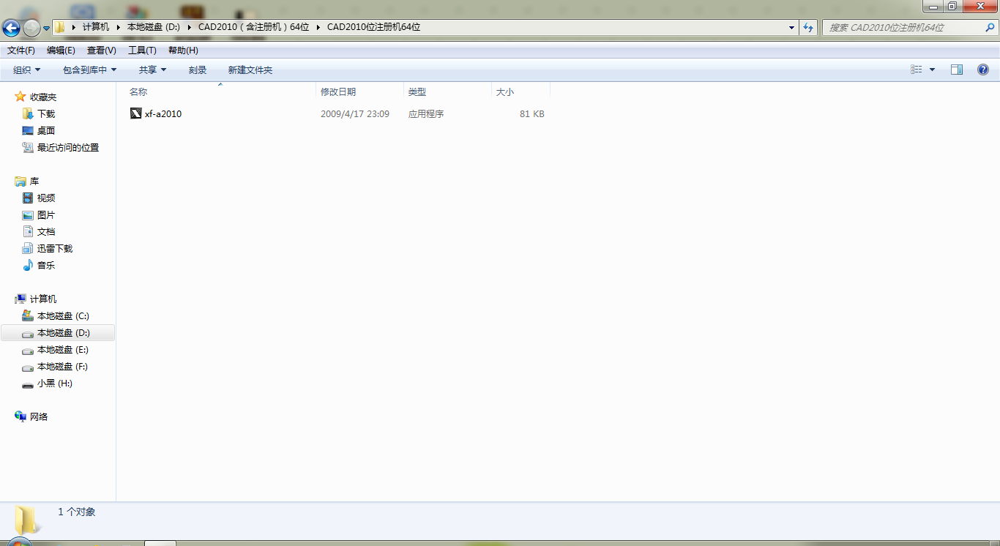 计算机 本地磁盘 (D:) CAD2010（含注册机）64位 CAD2010位注册机64位 搜索 CAD2010位注册机64位
文件(F) 编辑(E) 查看(V) 工具(T) 帮助(H)
组织 包含到库中 共享 刻录 新建文件夹
名称 修改日期 类型 大小
xf-a2010 2009/4/17 23:09 应用程序 81 KB
收藏夹
下载
桌面
最近访问的位置
库
视频
图片
文档
迅雷下载
音乐
计算机
本地磁盘 (C:)
本地磁盘 (D:)
本地磁盘 (E:)
本地磁盘 (F:)
小黑 (H:)
网络
1 个对象